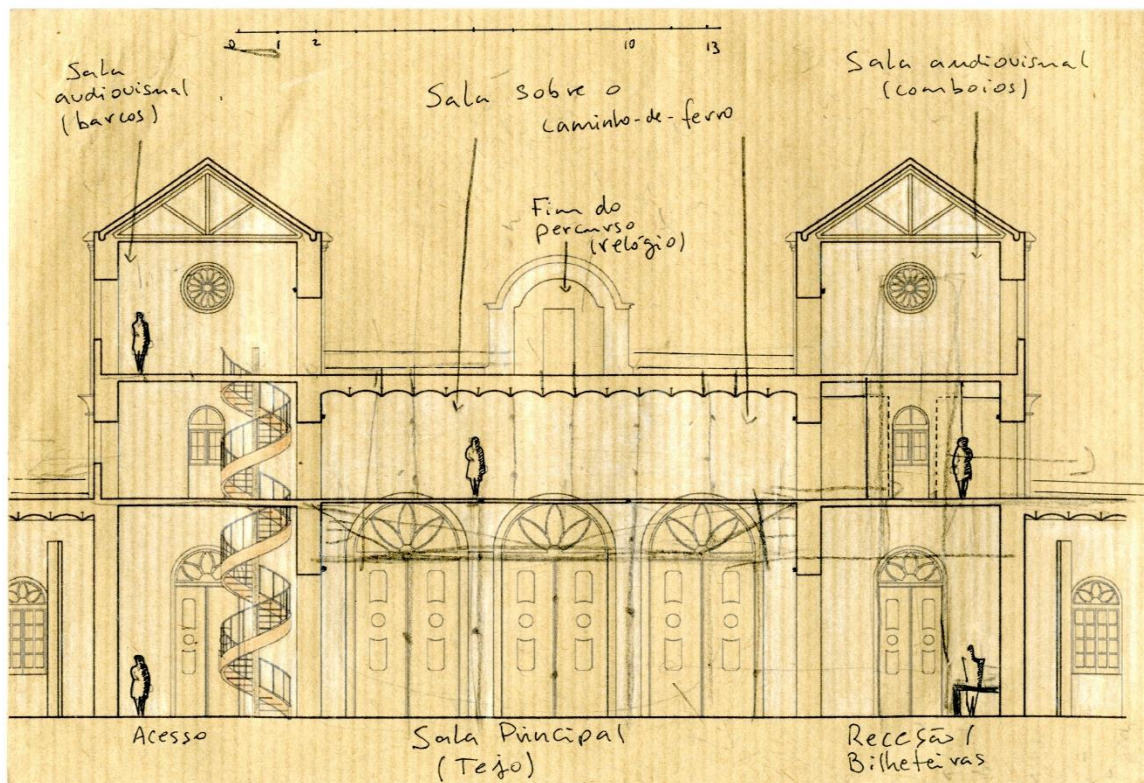 0 1 2 10 13
Sala
audiovisual
(barcos)
Sala sobre o
caminho-de-ferro
Sala audiovisual
(comboios)
Fim do
percurso
(relógio)
Acesso
Sala Principal
(Tejo)
Receção /
Bilheteiras